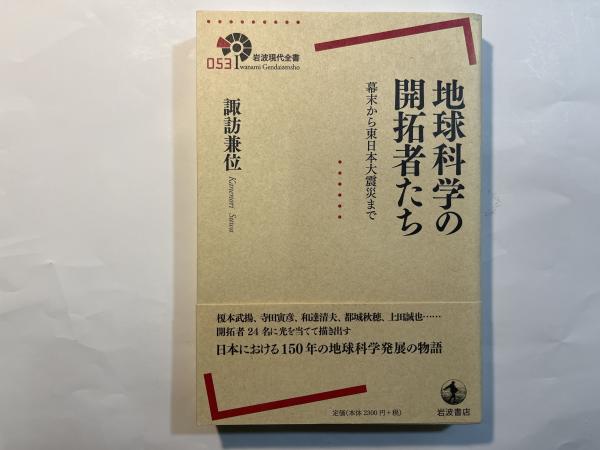 053
岩波現代全書
Iwanami Gendaizensho
地球科学の
開拓者たち
幕末から東日本大震災まで
諏訪兼位
Kanenori Suwa
榎本武揚、寺田寅彦、和達清夫、都城秋穂、上田誠也……
開拓者24名に光を当てて描き出す
日本における150年の地球科学発展の物語
定価(本体2300円+税)
岩波書店